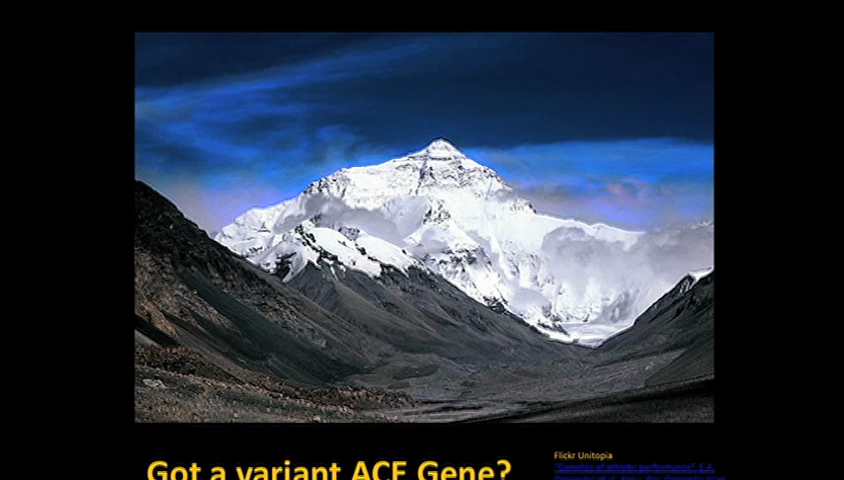 Got a variant ACE Gene?
Flickr Unitopia
"Genetics of athletic performance". E.A.